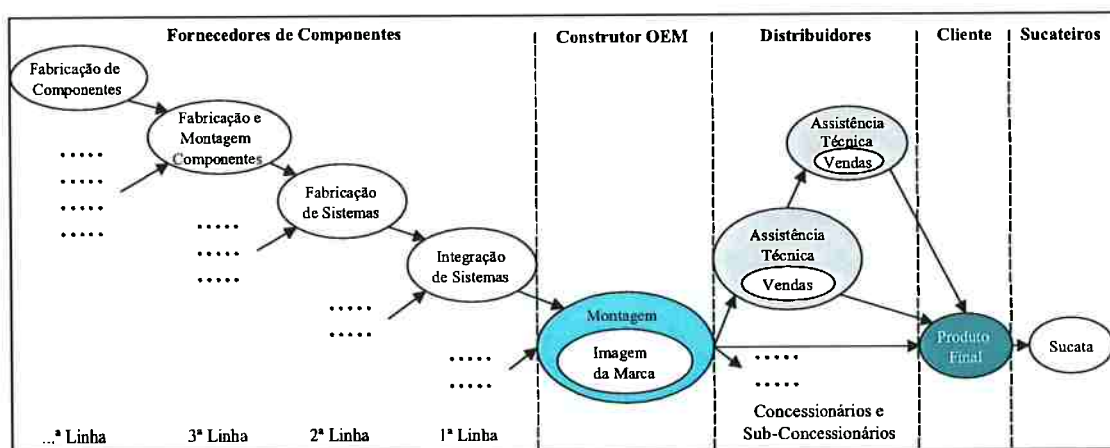 Fornecedores de Componentes
Construtor OEM
Distribuidores
Cliente
Sucateiros
Fabricação de
Componentes
Fabricação e
Montagem
Componentes
Fabricação
de Sistemas
Integração
de Sistemas
Montagem
Imagem
da Marca
Assistência
Técnica
Vendas
Assistência
Técnica
Vendas
Produto
Final
Sucata
Concessionários e
Sub-Concessionários
...ª Linha
3ª Linha
2ª Linha
1ª Linha